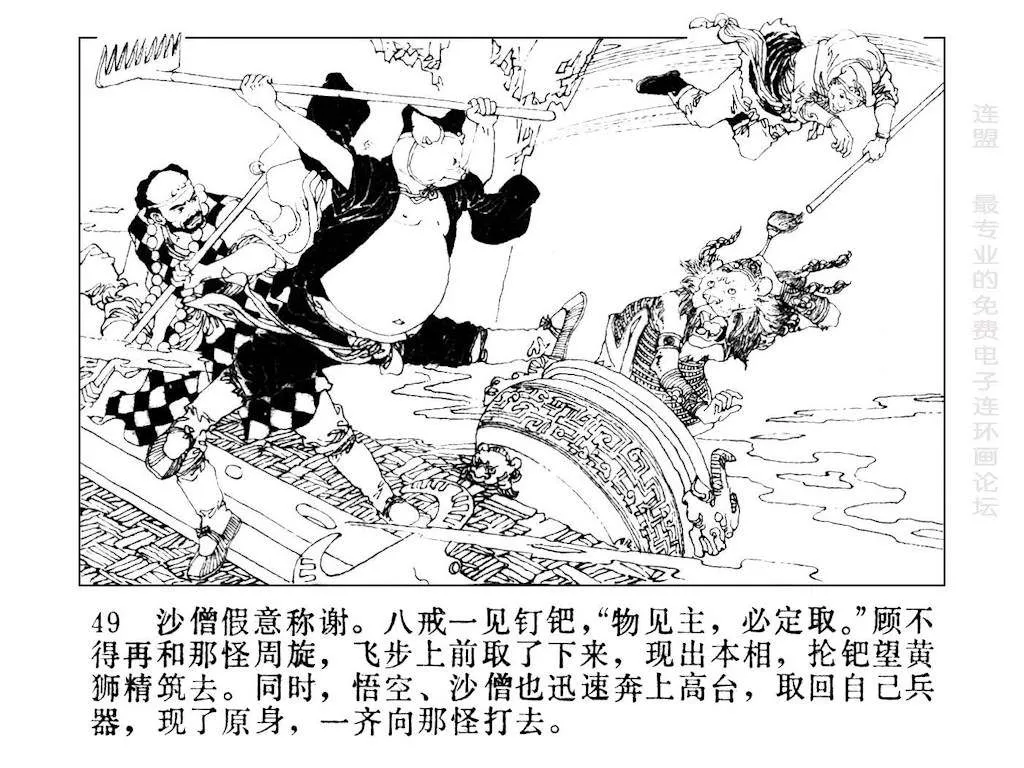 49 沙僧假意称谢。八戒一见钉钯，“物见主，必定取。”顾不
得再和那怪周旋，飞步上前取了下来，现出本相，抡钯望黄
狮精筑去。同时，悟空、沙僧也迅速奔上高台，取回自己兵
器，现了原身，一齐向那怪打去。
连盟 最专业的免费电子连环画论坛